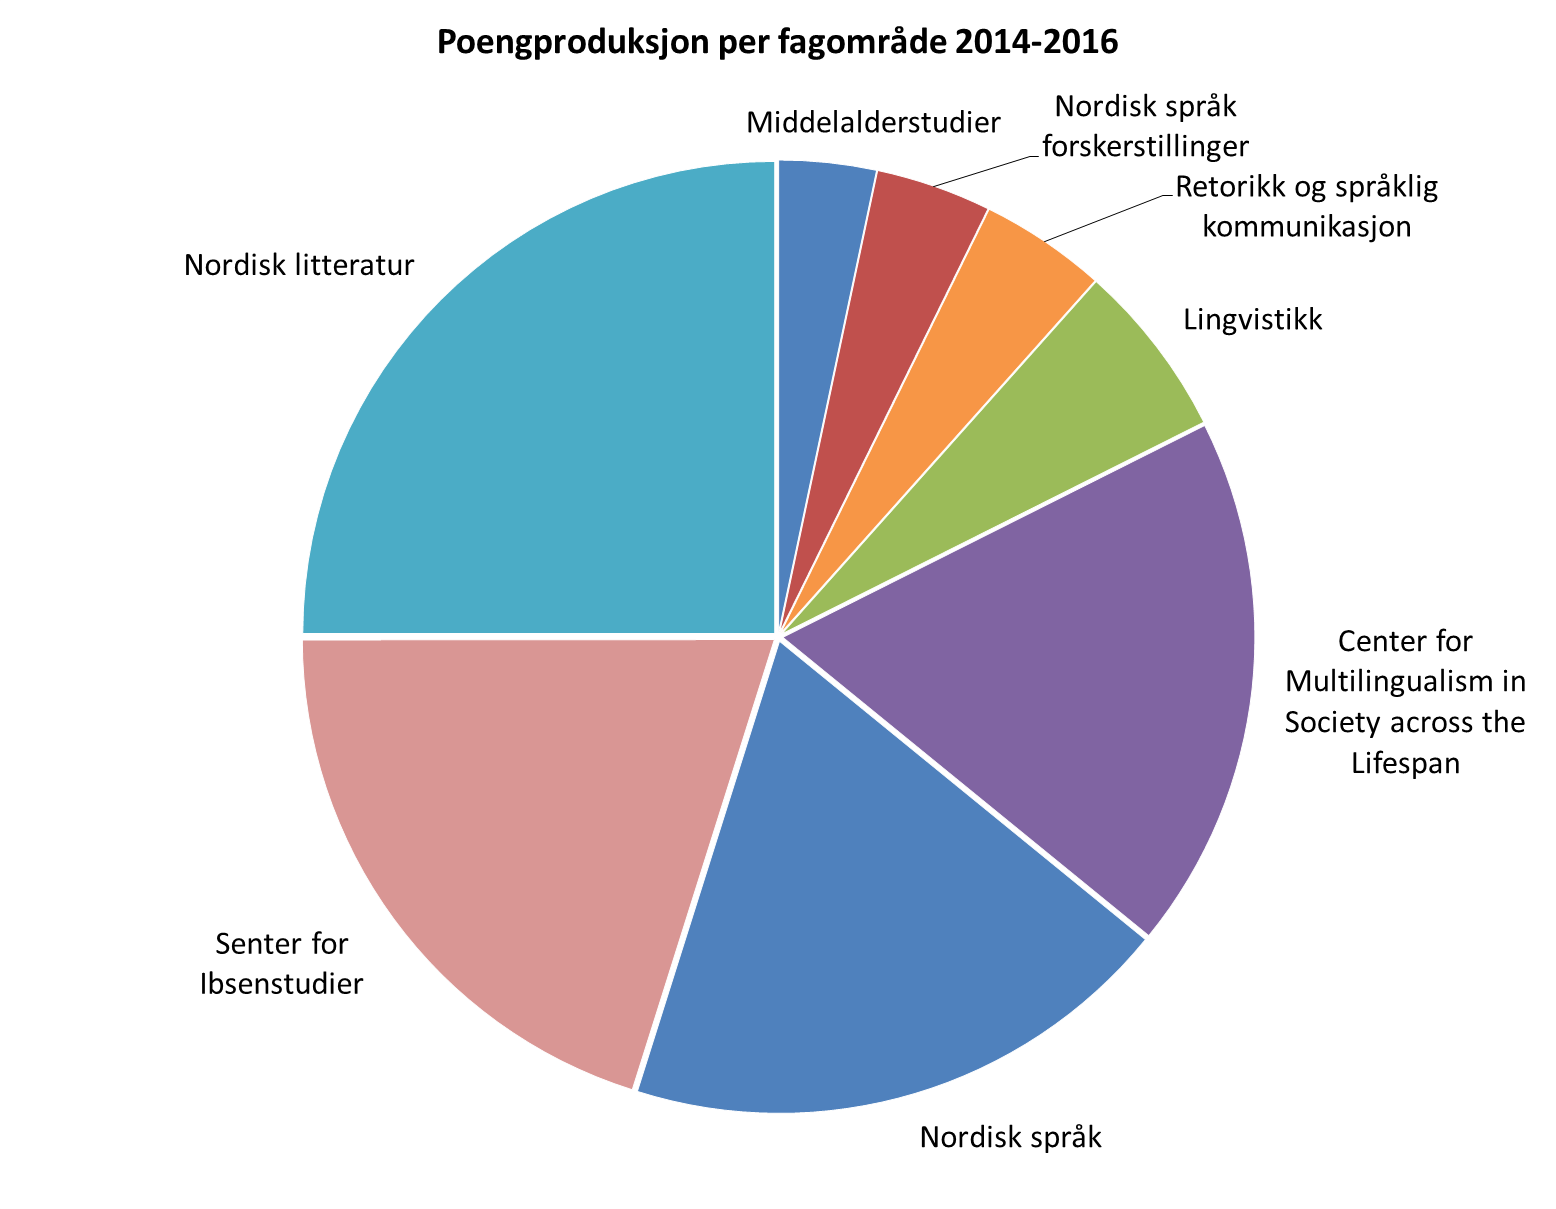 Poengproduksjon per fagområde 2014-2016
Middelalderstudier
Nordisk språk
forskerstillinger
Retorikk og språklig
kommunikasjon
Lingvistikk
Center for
Multilingualism in
Society across the
Lifespan
Nordisk språk
Senter for
Ibsenstudier
Nordisk litteratur